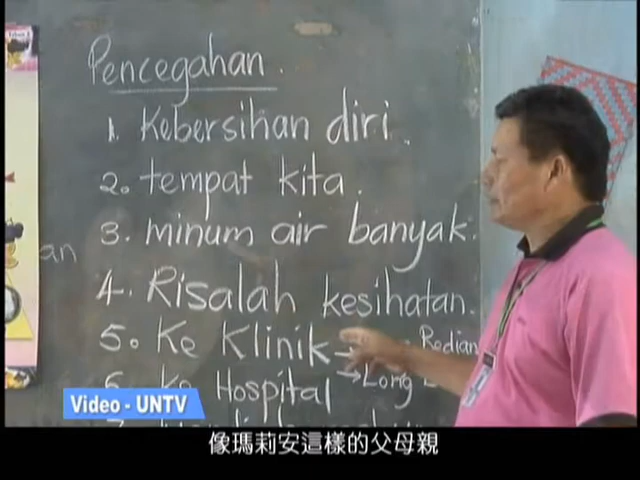 Pencegahan.
1. Kebersihan diri.
2. tempat kita.
3. minum air banyak.
4. Risalah kesihatan.
5. Ke Klinik → Redian
6. Ke Hospital → Long
an
Video - UNTV
像瑪莉安這樣的父母親